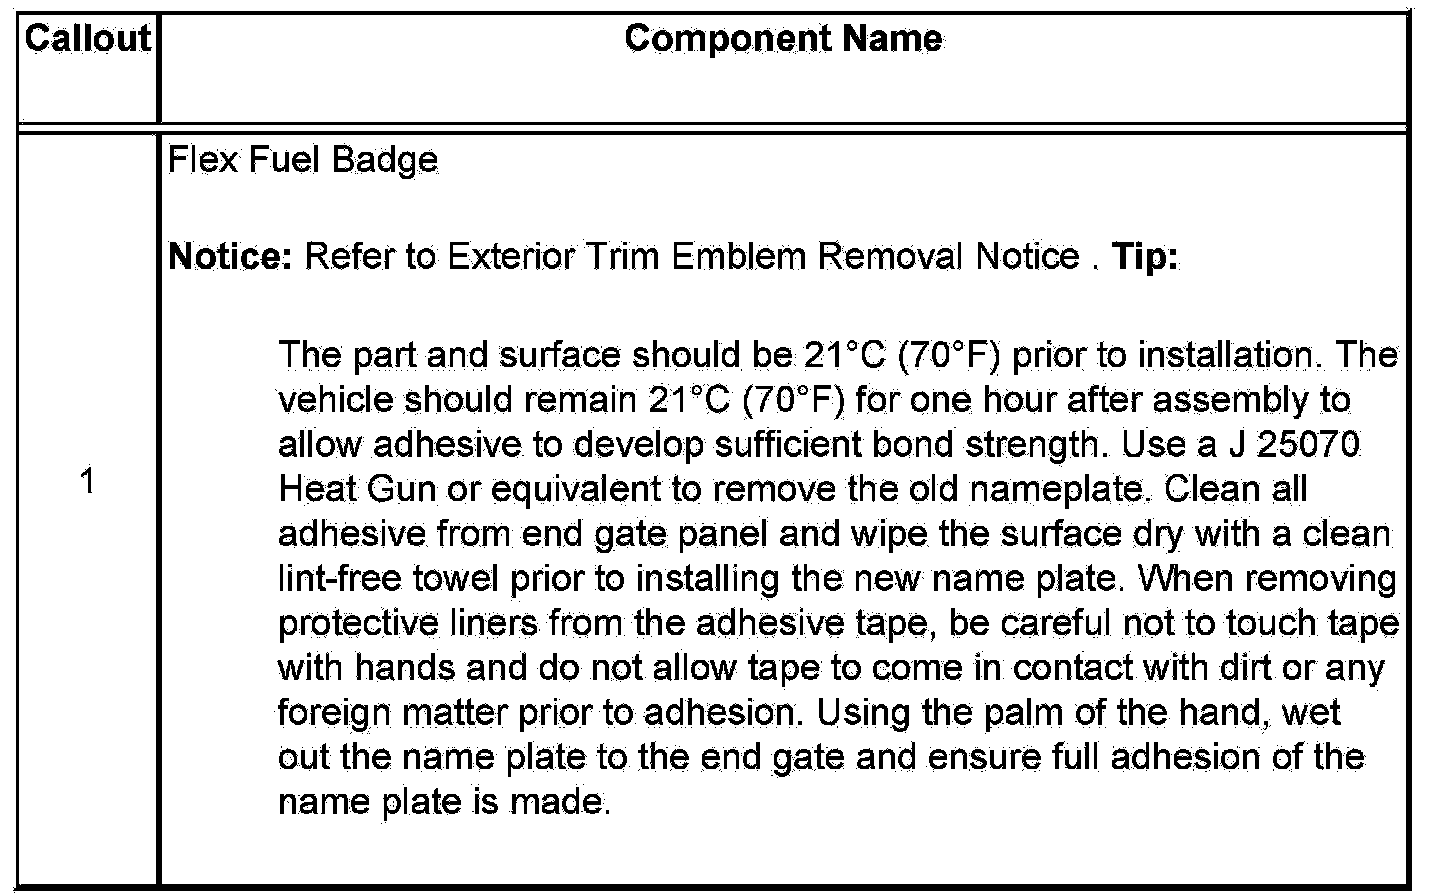 Callout
Component Name
Flex Fuel Badge
Notice: Refer to Exterior Trim Emblem Removal Notice . Tip:
The part and surface should be 21°C (70°F) prior to installation. The
vehicle should remain 21°C (70°F) for one hour after assembly to
allow adhesive to develop sufficient bond strength. Use a J 25070
Heat Gun or equivalent to remove the old nameplate. Clean all
adhesive from end gate panel and wipe the surface dry with a clean
lint-free towel prior to installing the new name plate. When removing
protective liners from the adhesive tape, be careful not to touch tape
with hands and do not allow tape to come in contact with dirt or any
foreign matter prior to adhesion. Using the palm of the hand, wet
out the name plate to the end gate and ensure full adhesion of the
name plate is made.
1